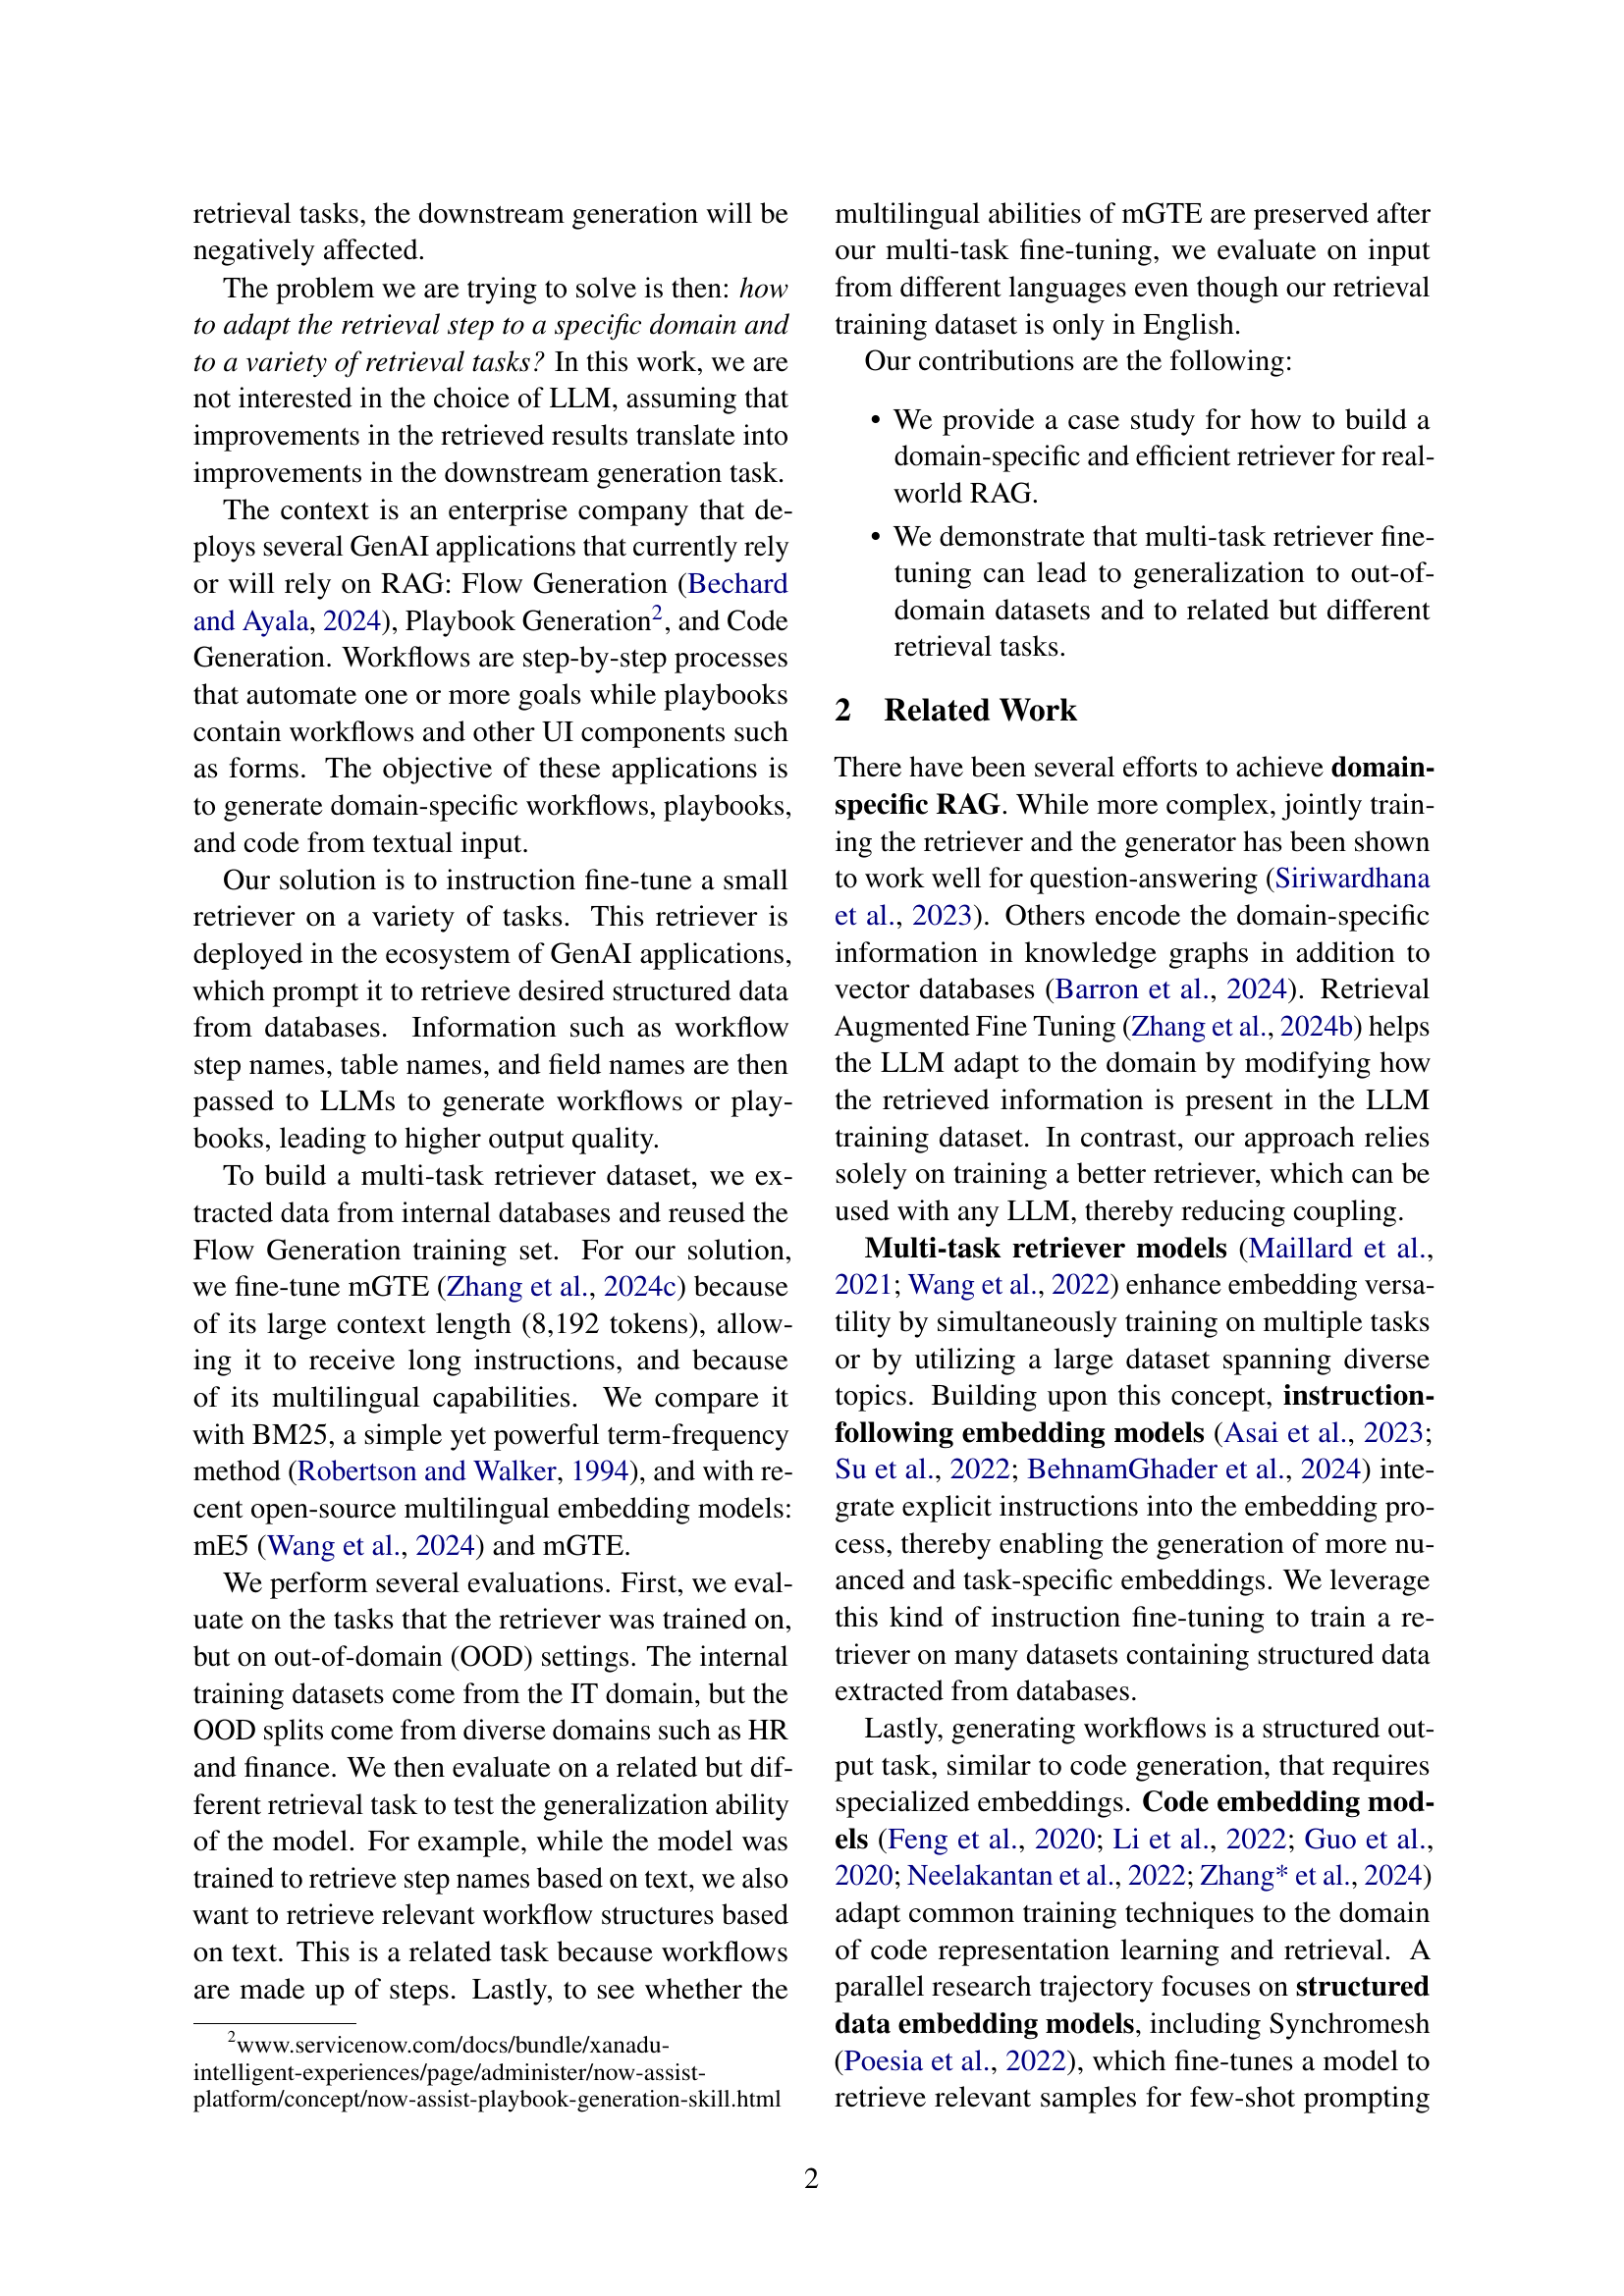 retrieval tasks, the downstream generation will be
negatively affected.
The problem we are trying to solve is then: how
to adapt the retrieval step to a specific domain and
to a variety of retrieval tasks? In this work, we are
not interested in the choice of LLM, assuming that
improvements in the retrieved results translate into
improvements in the downstream generation task.
The context is an enterprise company that de-
ploys several GenAI applications that currently rely
or will rely on RAG: Flow Generation (Bechard
and Ayala, 2024), Playbook Generation2, and Code
Generation. Workflows are step-by-step processes
that automate one or more goals while playbooks
contain workflows and other UI components such
as forms. The objective of these applications is
to generate domain-specific workflows, playbooks,
and code from textual input.
Our solution is to instruction fine-tune a small
retriever on a variety of tasks. This retriever is
deployed in the ecosystem of GenAI applications,
which prompt it to retrieve desired structured data
from databases. Information such as workflow
step names, table names, and field names are then
passed to LLMs to generate workflows or play-
books, leading to higher output quality.
To build a multi-task retriever dataset, we ex-
tracted data from internal databases and reused the
Flow Generation training set. For our solution,
we fine-tune mGTE (Zhang et al., 2024c) because
of its large context length (8,192 tokens), allow-
ing it to receive long instructions, and because
of its multilingual capabilities. We compare it
with BM25, a simple yet powerful term-frequency
method (Robertson and Walker, 1994), and with re-
cent open-source multilingual embedding models:
mE5 (Wang et al., 2024) and mGTE.
We perform several evaluations. First, we eval-
uate on the tasks that the retriever was trained on,
but on out-of-domain (OOD) settings. The internal
training datasets come from the IT domain, but the
OOD splits come from diverse domains such as HR
and finance. We then evaluate on a related but dif-
ferent retrieval task to test the generalization ability
of the model. For example, while the model was
trained to retrieve step names based on text, we also
want to retrieve relevant workflow structures based
on text. This is a related task because workflows
are made up of steps. Lastly, to see whether the
2www.servicenow.com/docs/bundle/xanadu-
intelligent-experiences/page/administer/now-assist-
platform/concept/now-assist-playbook-generation-skill.html
multilingual abilities of mGTE are preserved after
our multi-task fine-tuning, we evaluate on input
from different languages even though our retrieval
training dataset is only in English.
Our contributions are the following:
• We provide a case study for how to build a
domain-specific and efficient retriever for real-
world RAG.
• We demonstrate that multi-task retriever fine-
tuning can lead to generalization to out-of-
domain datasets and to related but different
retrieval tasks.
2 Related Work
There have been several efforts to achieve domain-
specific RAG. While more complex, jointly train-
ing the retriever and the generator has been shown
to work well for question-answering (Siriwardhana
et al., 2023). Others encode the domain-specific
information in knowledge graphs in addition to
vector databases (Barron et al., 2024). Retrieval
Augmented Fine Tuning (Zhang et al., 2024b) helps
the LLM adapt to the domain by modifying how
the retrieved information is present in the LLM
training dataset. In contrast, our approach relies
solely on training a better retriever, which can be
used with any LLM, thereby reducing coupling.
Multi-task retriever models (Maillard et al.,
2021; Wang et al., 2022) enhance embedding versa-
tility by simultaneously training on multiple tasks
or by utilizing a large dataset spanning diverse
topics. Building upon this concept, instruction-
following embedding models (Asai et al., 2023;
Su et al., 2022; BehnamGhader et al., 2024) inte-
grate explicit instructions into the embedding pro-
cess, thereby enabling the generation of more nu-
anced and task-specific embeddings. We leverage
this kind of instruction fine-tuning to train a re-
triever on many datasets containing structured data
extracted from databases.
Lastly, generating workflows is a structured out-
put task, similar to code generation, that requires
specialized embeddings. Code embedding mod-
els (Feng et al., 2020; Li et al., 2022; Guo et al.,
2020; Neelakantan et al., 2022; Zhang* et al., 2024)
adapt common training techniques to the domain
of code representation learning and retrieval. A
parallel research trajectory focuses on structured
data embedding models, including Synchromesh
(Poesia et al., 2022), which fine-tunes a model to
retrieve relevant samples for few-shot prompting
2